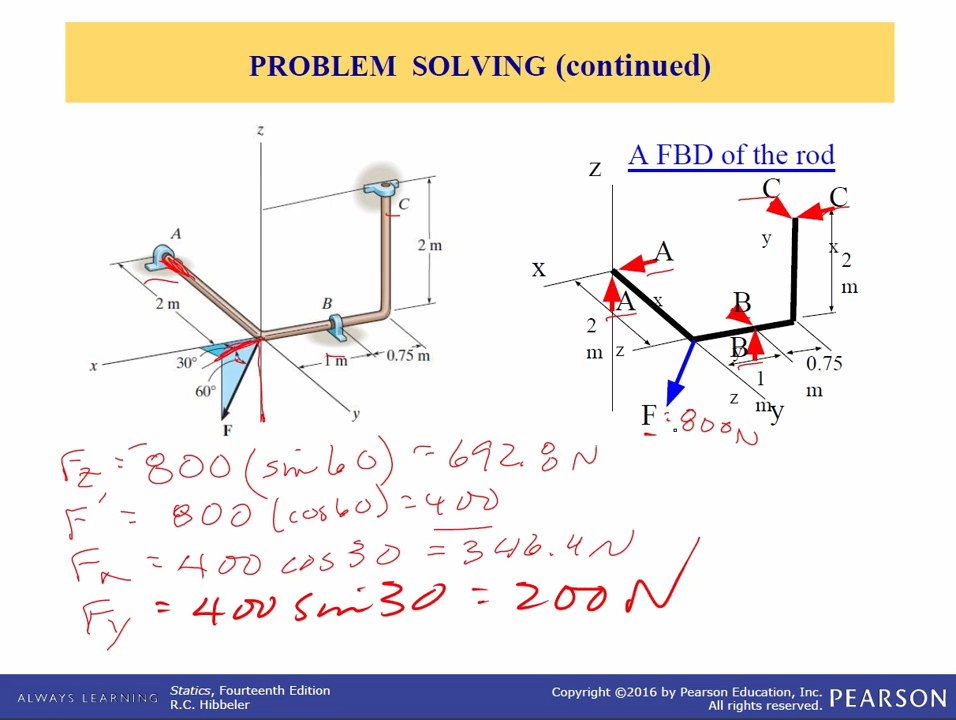 PROBLEM SOLVING (continued)
z
A
C
2 m
2 m
B
x
30°
1 m
0.75 m
60°
y
F
A FBD of the rod
z
C
C
y
x
A
2
m
x
A
x
B
2
m
z
B
y
0.75
m
1
m
z
y
F = 800 N
Fz = -800 (sin 60) = 692.8 N
F' = 800 (cos 60) = 400
Fx = 400 cos 30 = 346.4 N
Fy = 400 sin 30 = 200 N
ALWAYS LEARNING
Statics, Fourteenth Edition
R.C. Hibbeler
Copyright ©2016 by Pearson Education, Inc.
All rights reserved.
PEARSON